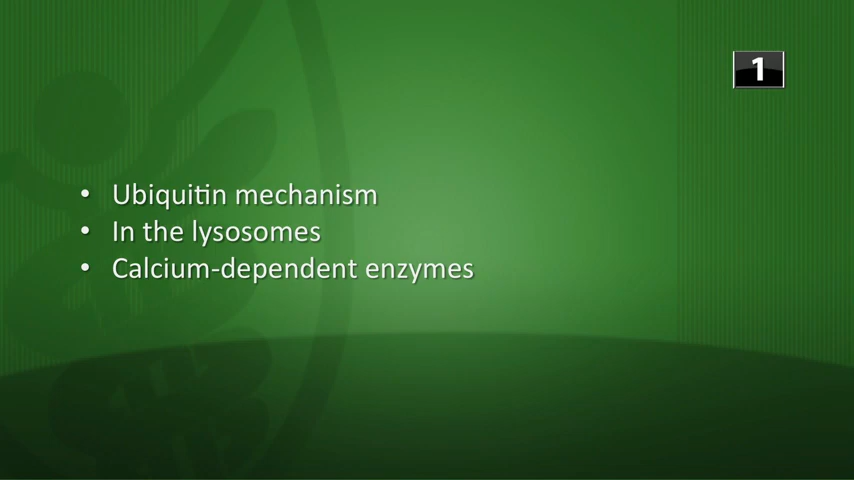 1
• Ubiquitin mechanism
• In the lysosomes
• Calcium-dependent enzymes